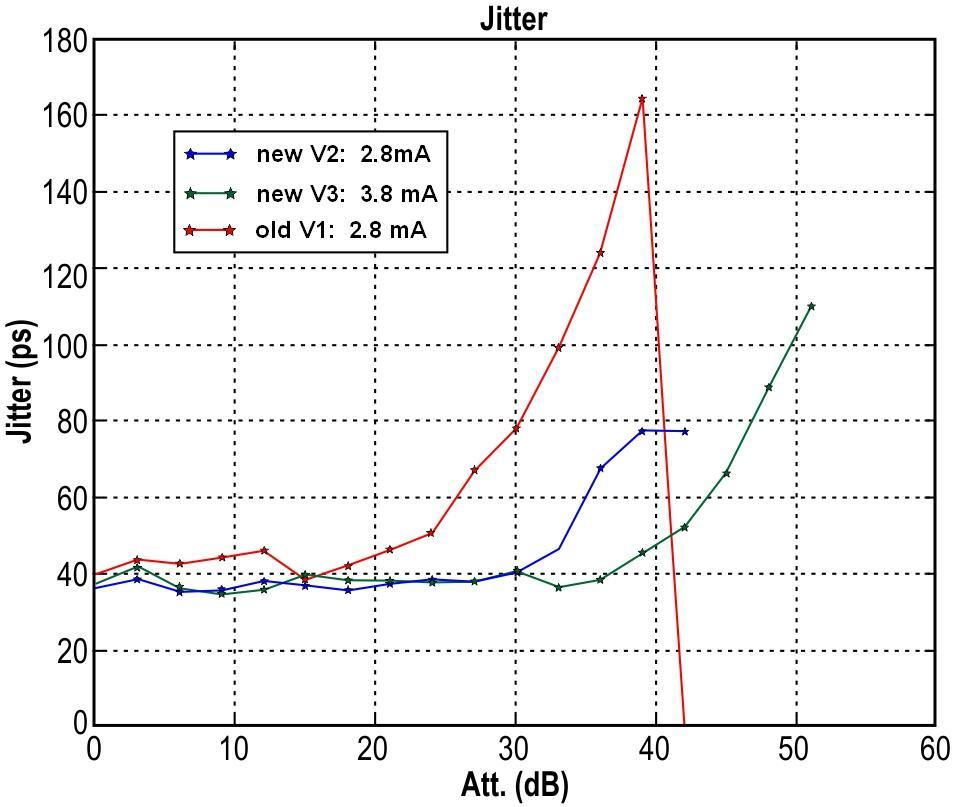 Jitter
180
160
140
120
100
80
60
40
20
0
Jitter (ps)
new V2: 2.8mA
new V3: 3.8 mA
old V1: 2.8 mA
0 10 20 30 40 50 60
Att. (dB)